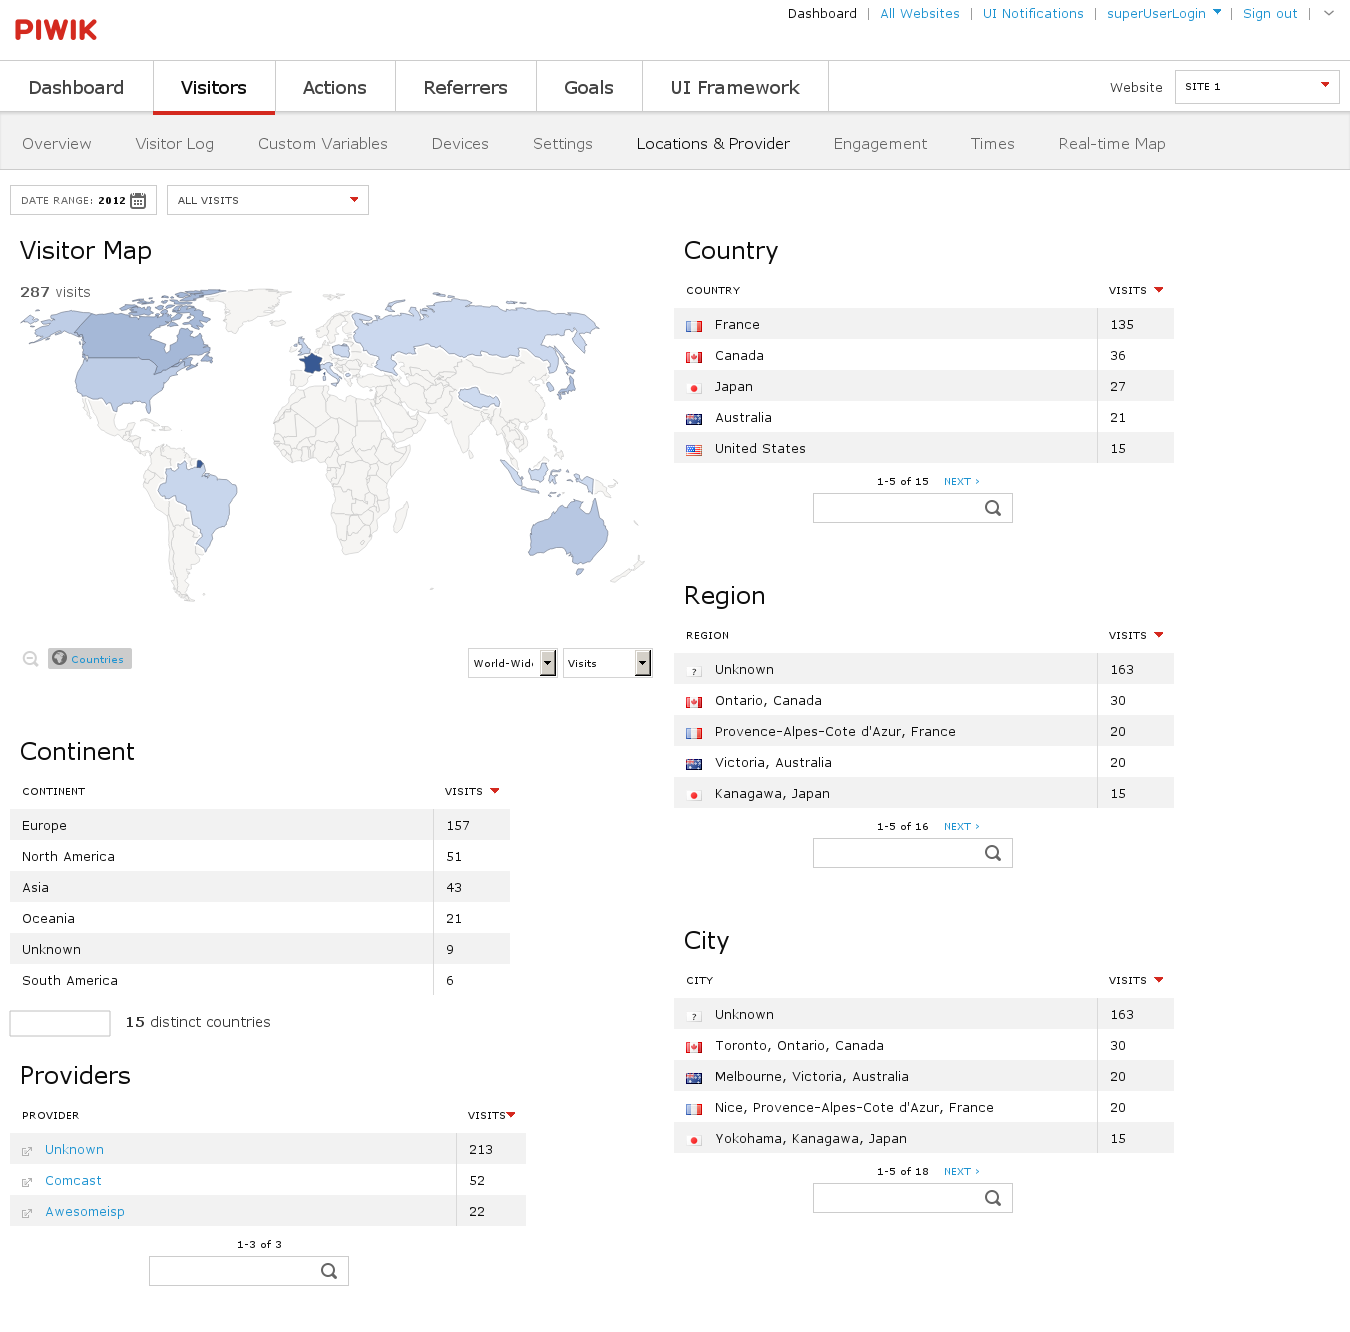 Dashboard | All Websites | UI Notifications | superUserLogin | Sign out |
PIWIK
Dashboard Visitors Actions Referrers Goals UI Framework Website SITE 1
Overview Visitor Log Custom Variables Devices Settings Locations & Provider Engagement Times Real-time Map
DATE RANGE: 2012 ALL VISITS
Visitor Map
287 visits
Countries World-Wid Visits
Continent
CONTINENT VISITS
Europe 157
North America 51
Asia 43
Oceania 21
Unknown 9
South America 6
15 distinct countries
Providers
PROVIDER VISITS
Unknown 213
Comcast 52
Awesomeisp 22
1-3 of 3
Country
COUNTRY VISITS
France 135
Canada 36
Japan 27
Australia 21
United States 15
1-5 of 15 NEXT ›
Region
REGION VISITS
? Unknown 163
Ontario, Canada 30
Provence-Alpes-Cote d'Azur, France 20
Victoria, Australia 20
Kanagawa, Japan 15
1-5 of 16 NEXT ›
City
CITY VISITS
? Unknown 163
Toronto, Ontario, Canada 30
Melbourne, Victoria, Australia 20
Nice, Provence-Alpes-Cote d'Azur, France 20
Yokohama, Kanagawa, Japan 15
1-5 of 18 NEXT ›